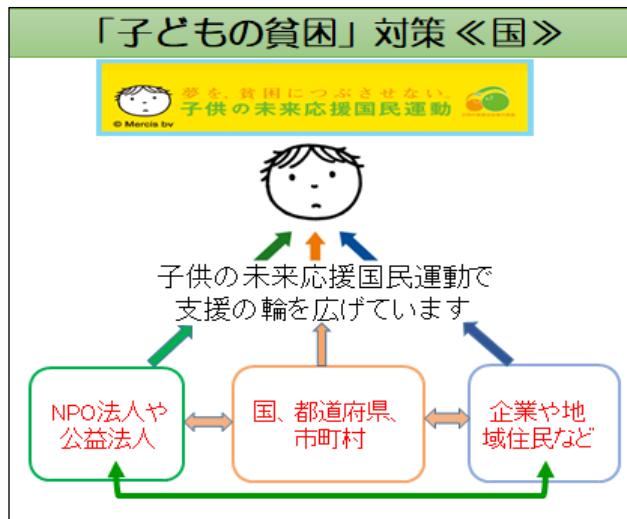 「子どもの貧困」対策≪国≫
夢を、貧困につぶさせない。
子供の未来応援国民運動
© Mercis bv
子供の未来応援国民運動で
支援の輪を広げています
NPO法人や
公益法人
国、都道府県、
市町村
企業や地
域住民など